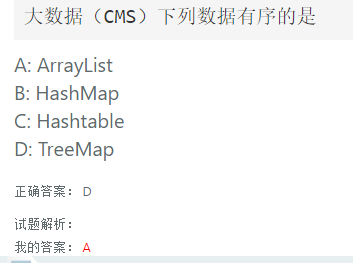 大数据（CMS）下列数据有序的是
A: ArrayList
B: HashMap
C: Hashtable
D: TreeMap
正确答案： D
试题解析：
我的答案： A